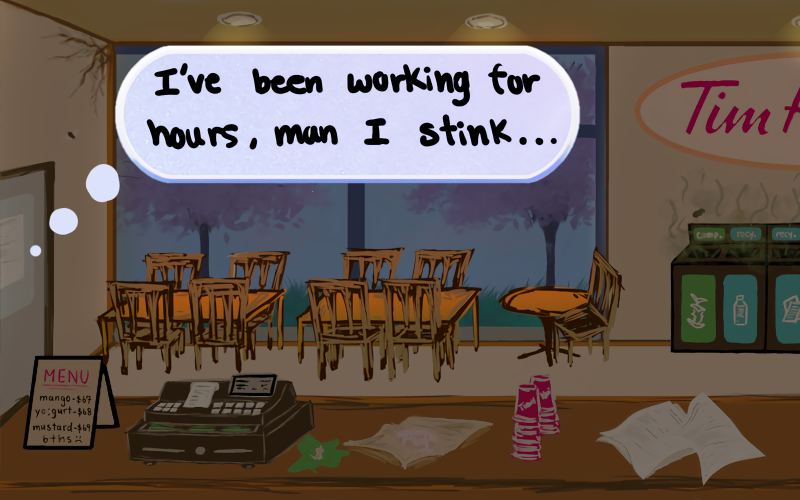 I've been working for
hours, man I stink...
Tim
comp.
recy.
recy.
MENU
mango-$67
yo:gurt-$68
mustard-$69
bths :(